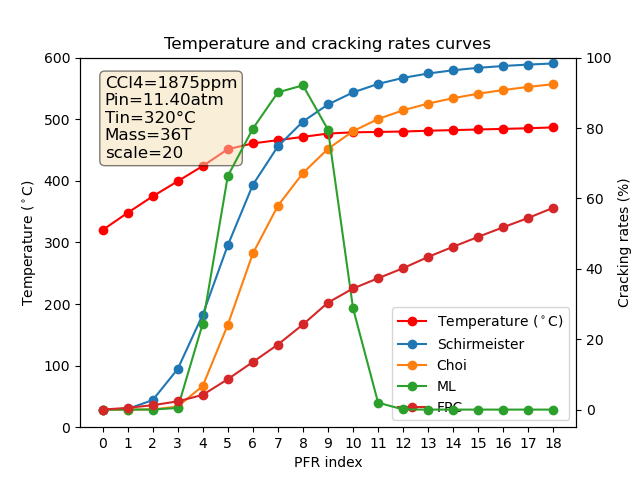 Temperature and cracking rates curves
CCl4=1875ppm
Pin=11.40atm
Tin=320°C
Mass=36T
scale=20
600
500
400
300
200
100
0
Temperature (°C)
100
80
60
40
20
0
Cracking rates (%)
Temperature (°C)
Schirmeister
Choi
ML
FPC
0 1 2 3 4 5 6 7 8 9 10 11 12 13 14 15 16 17 18
PFR index